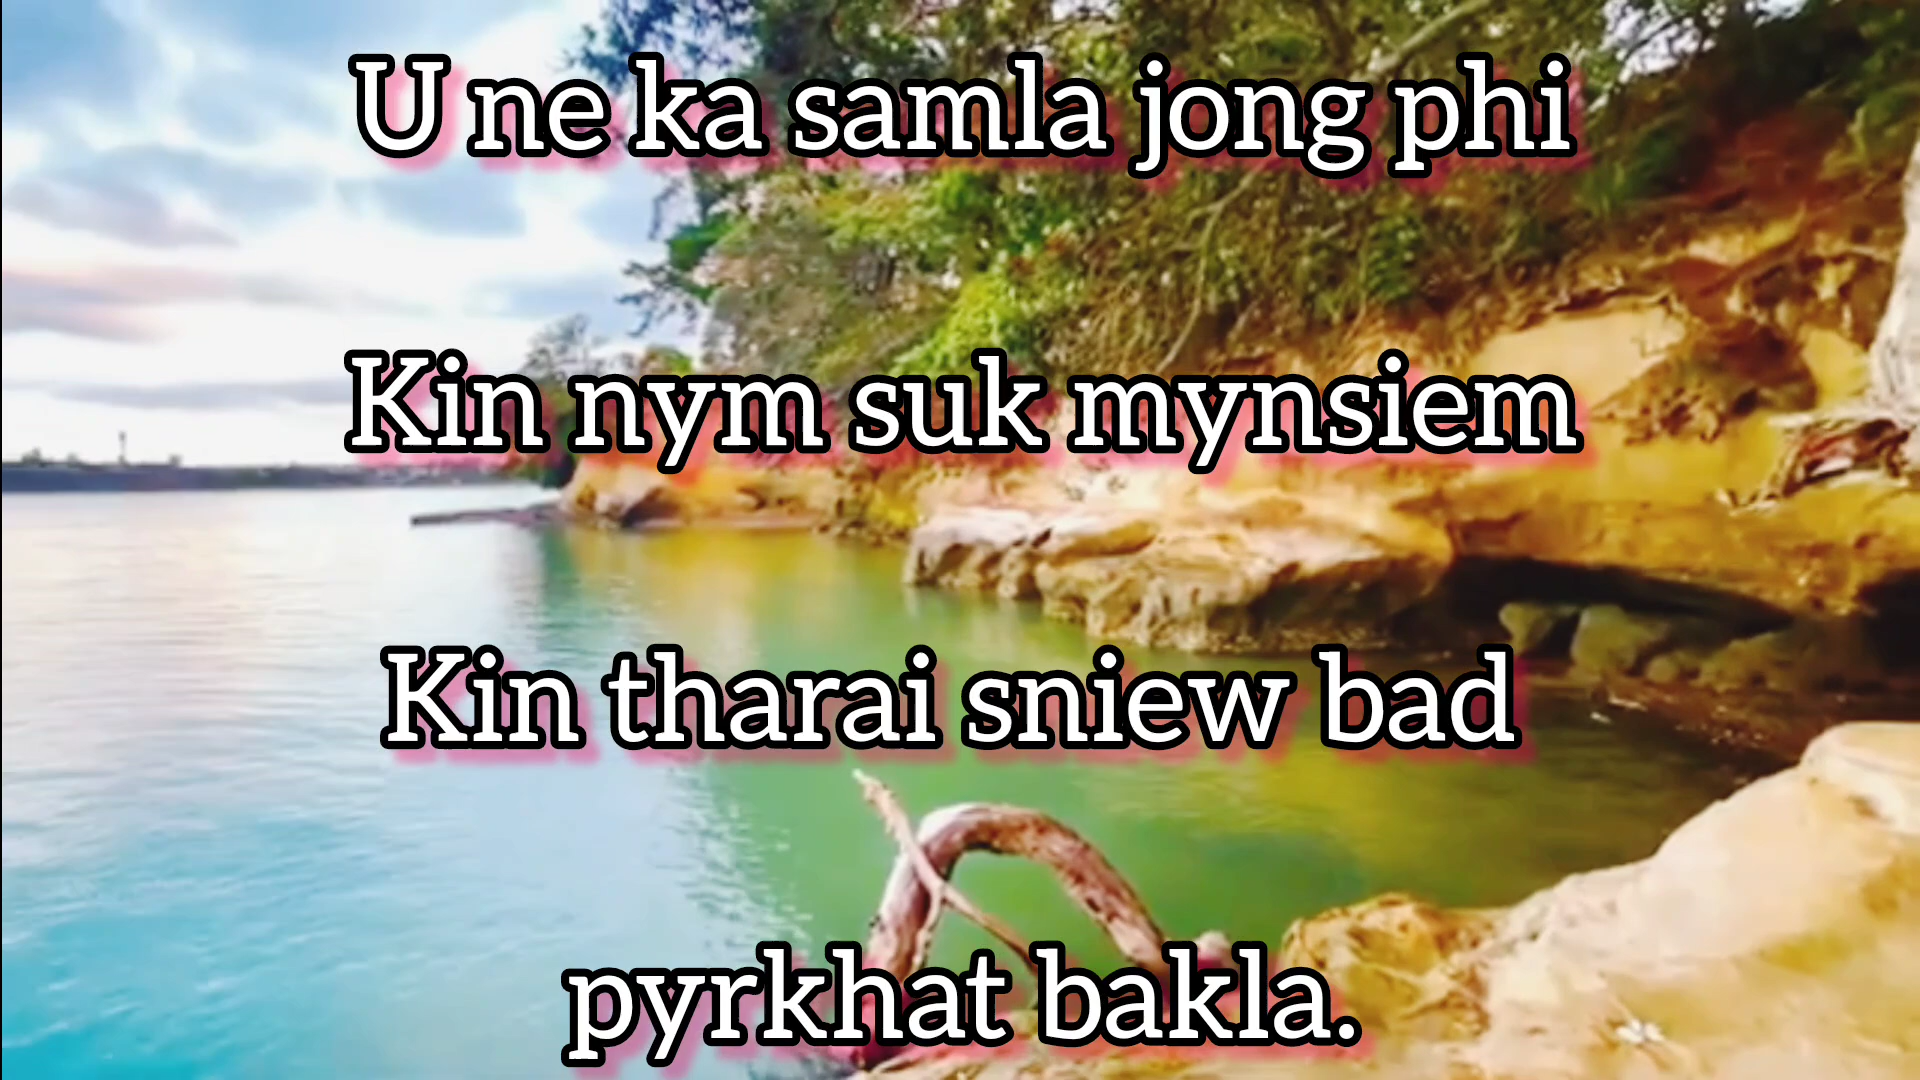 U ne ka samla jong phi
Kin nym suk mynsiem
Kin tharai sniew bad
pyrkhat bakla.